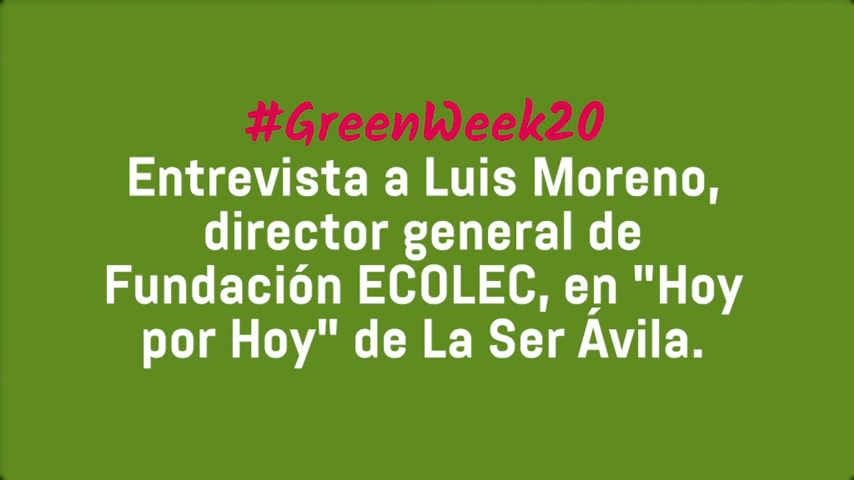 #GreenWeek20
Entrevista a Luis Moreno,
director general de
Fundación ECOLEC, en "Hoy
por Hoy" de La Ser Ávila.